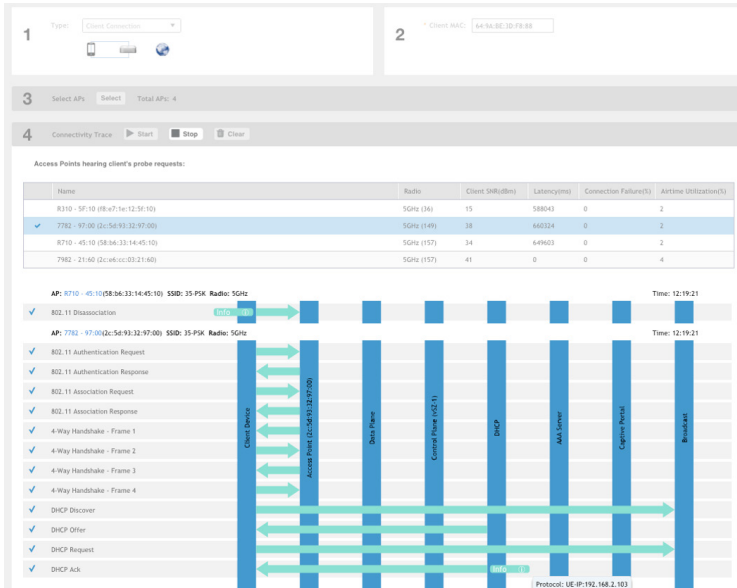 1 Type: Client Connection
2 * Client MAC: 64:9A:BE:3D:F8:88
3 Select APs Select Total APs: 4
4 Connectivity Trace Start Stop Clear
Access Points hearing client's probe requests:
Name Radio Client SNR(dBm) Latency(ms) Connection Failure(%) Airtime Utilization(%)
R310 - 5F:10 (f8:e7:1e:12:5f:10) 5GHz (36) 15 588043 0 2
7782 - 97:00 (2c:5d:93:32:97:00) 5GHz (149) 38 660324 0 2
R710 - 45:10 (58:b6:33:14:45:10) 5GHz (157) 34 649603 0 2
7982 - 21:60 (2c:e6:cc:03:21:60) 5GHz (157) 41 0 0 4
AP: R710 - 45:10(58:b6:33:14:45:10) SSID: 35-PSK Radio: 5GHz Time: 12:19:21
802.11 Disassociation Info
AP: 7782 - 97:00(2c:5d:93:32:97:00) SSID: 35-PSK Radio: 5GHz Time: 12:19:21
Client Device
Access Point (2c:5d:93:32:97:00)
Data Plane
Control Plane (vSZ-1)
DHCP
AAA Server
Captive Portal
Broadcast
802.11 Authentication Request
802.11 Authentication Response
802.11 Association Request
802.11 Association Response
4-Way Handshake - Frame 1
4-Way Handshake - Frame 2
4-Way Handshake - Frame 3
4-Way Handshake - Frame 4
DHCP Discover
DHCP Offer
DHCP Request
DHCP Ack Info
Protocol: UE-IP:192.168.2.103